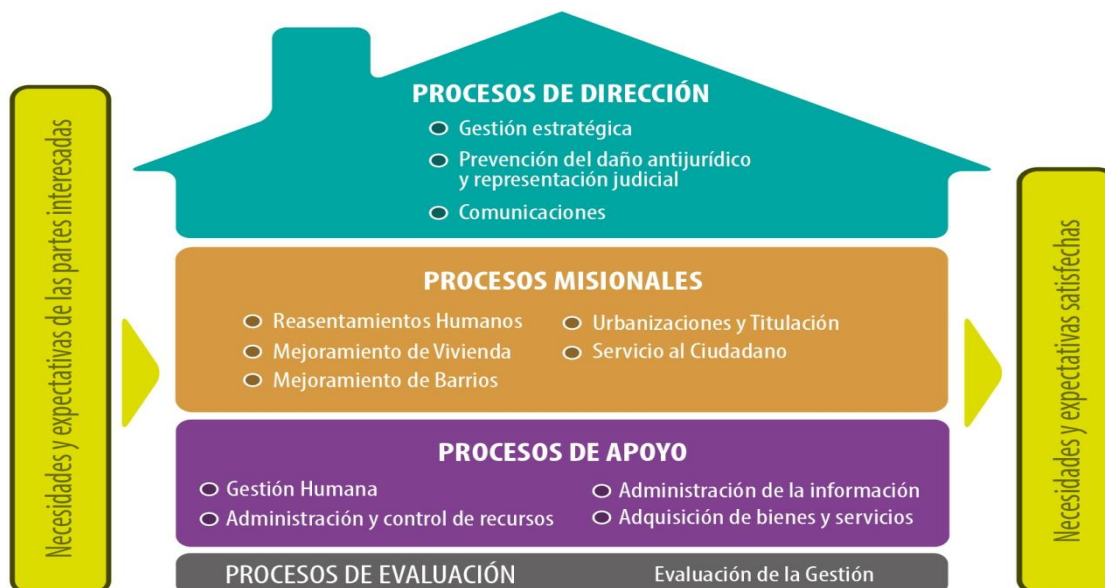 Necesidades y expectativas de las partes interesadas
PROCESOS DE DIRECCIÓN
Gestión estratégica
Prevención del daño antijurídico
y representación judicial
Comunicaciones
PROCESOS MISIONALES
Reasentamientos Humanos
Mejoramiento de Vivienda
Mejoramiento de Barrios
Urbanizaciones y Titulación
Servicio al Ciudadano
PROCESOS DE APOYO
Gestión Humana
Administración y control de recursos
Administración de la información
Adquisición de bienes y servicios
PROCESOS DE EVALUACIÓN
Evaluación de la Gestión
Necesidades y expectativas satisfechas